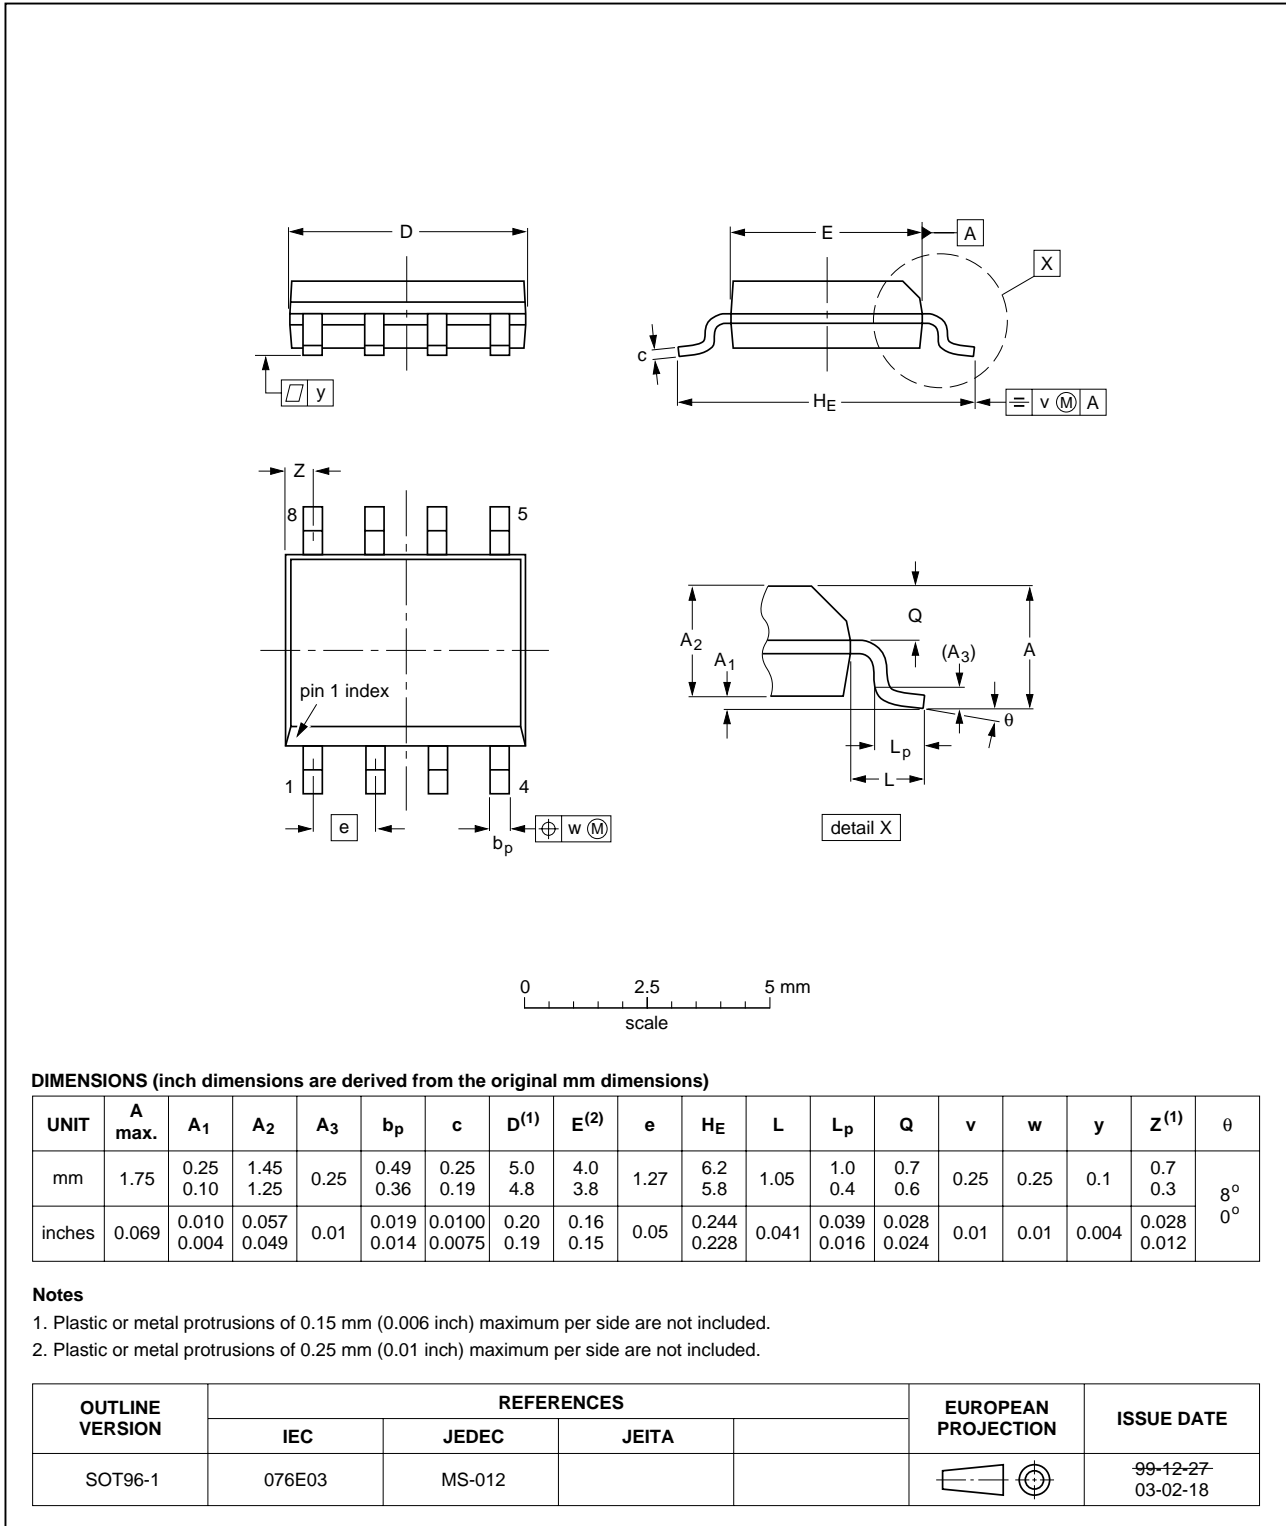 D
E
A
X
c
y
HE
v M A
Z
8
5
pin 1 index
1
4
e
bp
w M
Q
A2
A1
(A3)
A
θ
Lp
L
detail X
0 2.5 5 mm
scale
DIMENSIONS (inch dimensions are derived from the original mm dimensions)
UNIT A max. A1 A2 A3 bp c D(1) E(2) e HE L Lp Q v w y Z(1) θ
mm 1.75 0.25 0.10 1.45 1.25 0.25 0.49 0.36 0.25 0.19 5.0 4.8 4.0 3.8 1.27 6.2 5.8 1.05 1.0 0.4 0.7 0.6 0.25 0.25 0.1 0.7 0.3 8o 0o
inches 0.069 0.010 0.004 0.057 0.049 0.01 0.019 0.014 0.0100 0.0075 0.20 0.19 0.16 0.15 0.05 0.244 0.228 0.041 0.039 0.016 0.028 0.024 0.01 0.01 0.004 0.028 0.012
Notes
1. Plastic or metal protrusions of 0.15 mm (0.006 inch) maximum per side are not included.
2. Plastic or metal protrusions of 0.25 mm (0.01 inch) maximum per side are not included.
OUTLINE VERSION REFERENCES EUROPEAN PROJECTION ISSUE DATE
IEC JEDEC JEITA
SOT96-1 076E03 MS-012 99-12-27
03-02-18